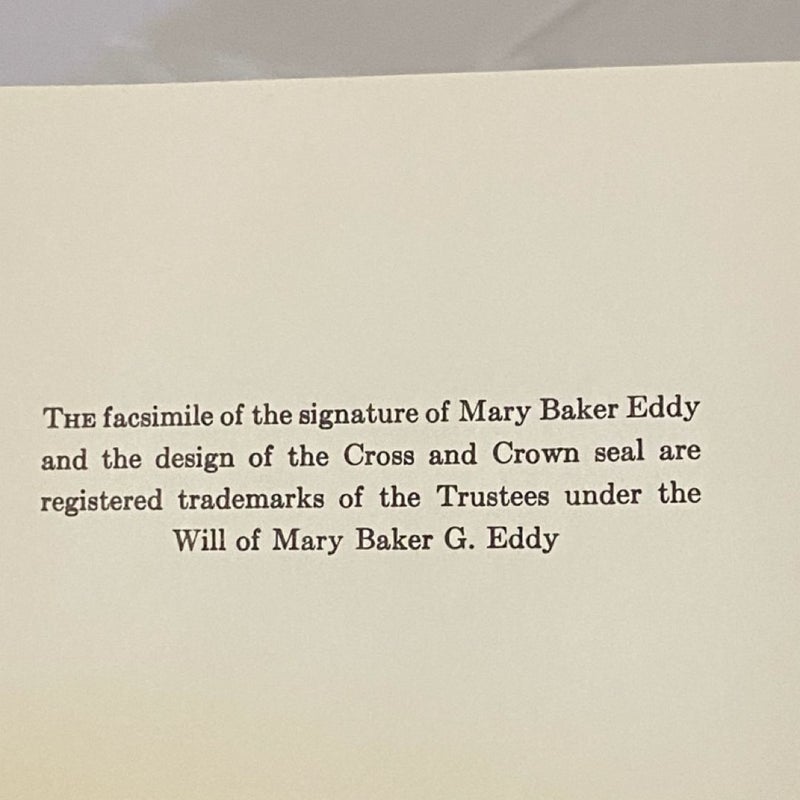 THE facsimile of the signature of Mary Baker Eddy
and the design of the Cross and Crown seal are
registered trademarks of the Trustees under the
Will of Mary Baker G. Eddy